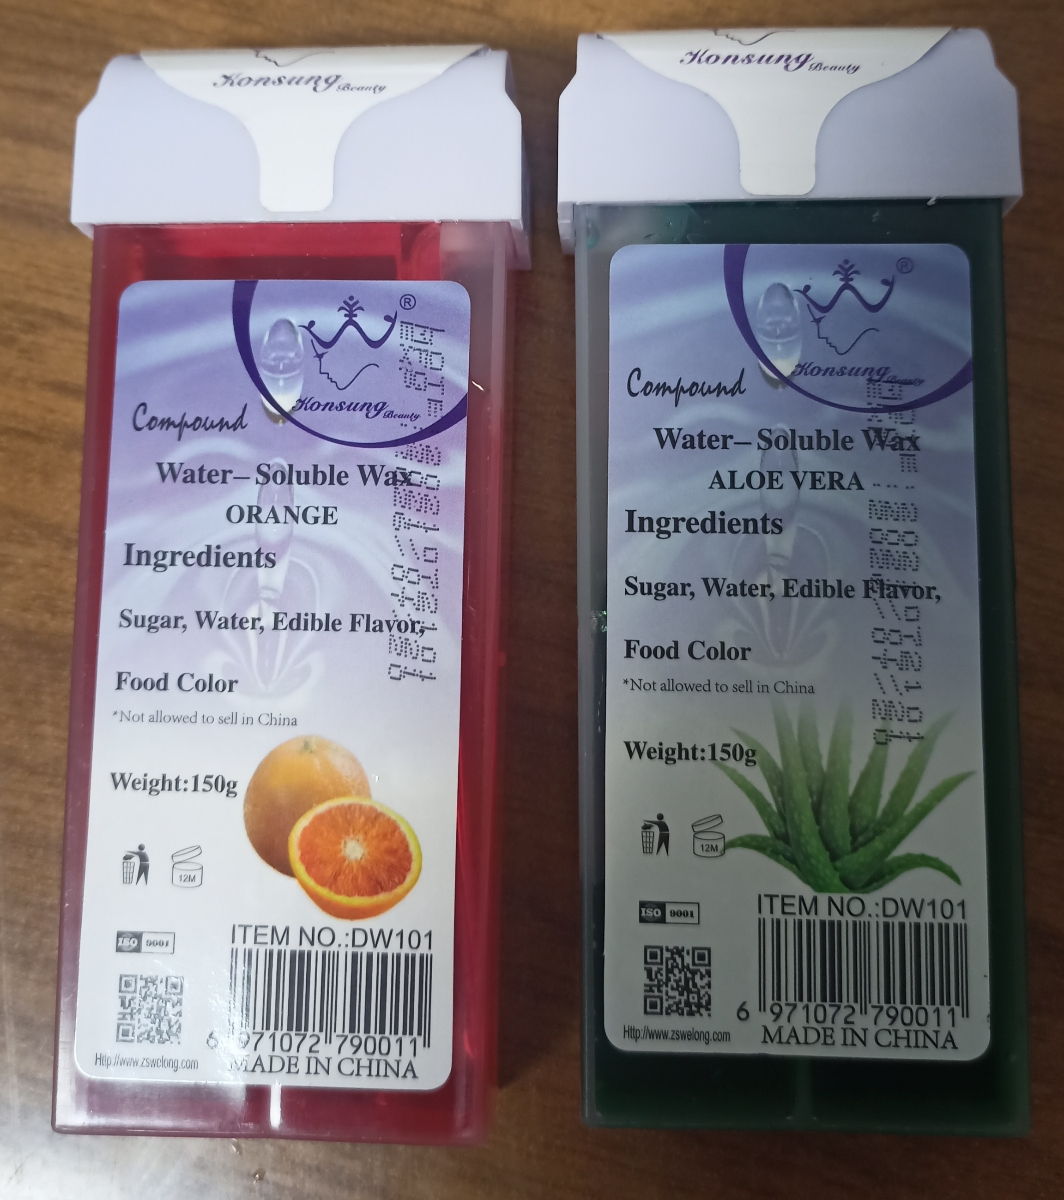 Konsung Beauty
®
Konsung Beauty
Compound
Water–Soluble Wax
ORANGE
Ingredients
Sugar, Water, Edible Flavor,
Food Color
*Not allowed to sell in China
Weight:150g
12M
ISO 9001
ITEM NO.:DW101
6 971072 790011
Http://www.zswelong.com
MADE IN CHINA
Konsung Beauty
®
Konsung Beauty
Compound
Water–Soluble Wax
ALOE VERA
Ingredients
Sugar, Water, Edible Flavor,
Food Color
*Not allowed to sell in China
Weight:150g
12M
ISO 9001
ITEM NO.:DW101
6 971072 790011
Http://www.zswelong.com
MADE IN CHINA